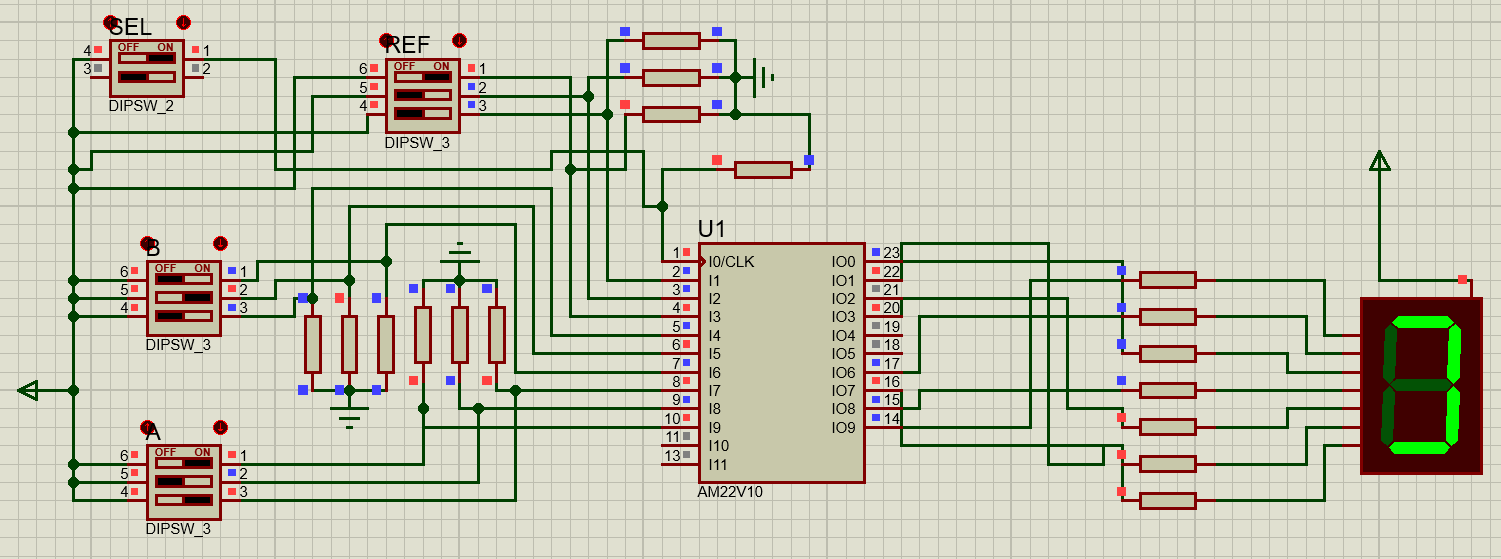 SEL
OFF ON
4 1
3 2
DIPSW_2
REF
OFF ON
6 1
5 2
4 3
DIPSW_3
B
OFF ON
6 1
5 2
4 3
DIPSW_3
A
OFF ON
6 1
5 2
4 3
DIPSW_3
U1
1 I0/CLK IO0 23
2 I1 IO1 22
3 I2 IO2 21
4 I3 IO3 20
5 I4 IO4 19
6 I5 IO5 18
7 I6 IO6 17
8 I7 IO7 16
9 I8 IO8 15
10 I9 IO9 14
11 I10
13 I11
AM22V10